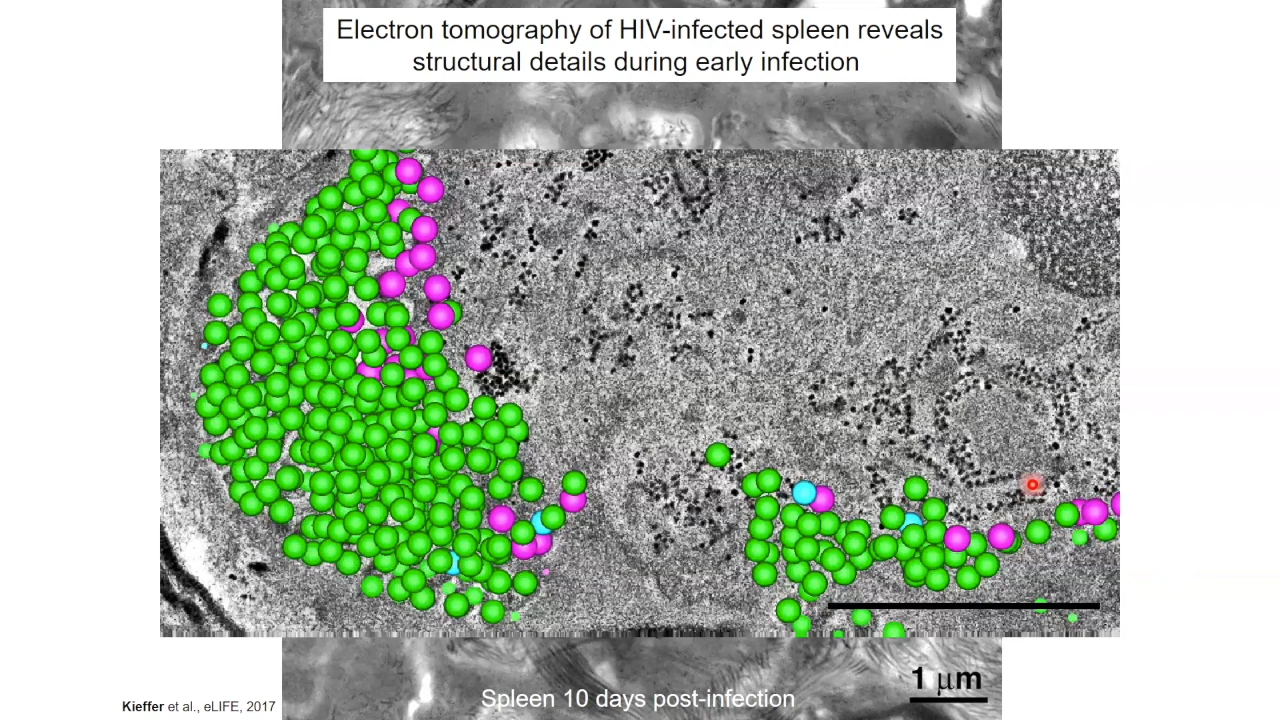 Electron tomography of HIV-infected spleen reveals
structural details during early infection
1 μm
Spleen 10 days post-infection
Kieffer et al., eLIFE, 2017